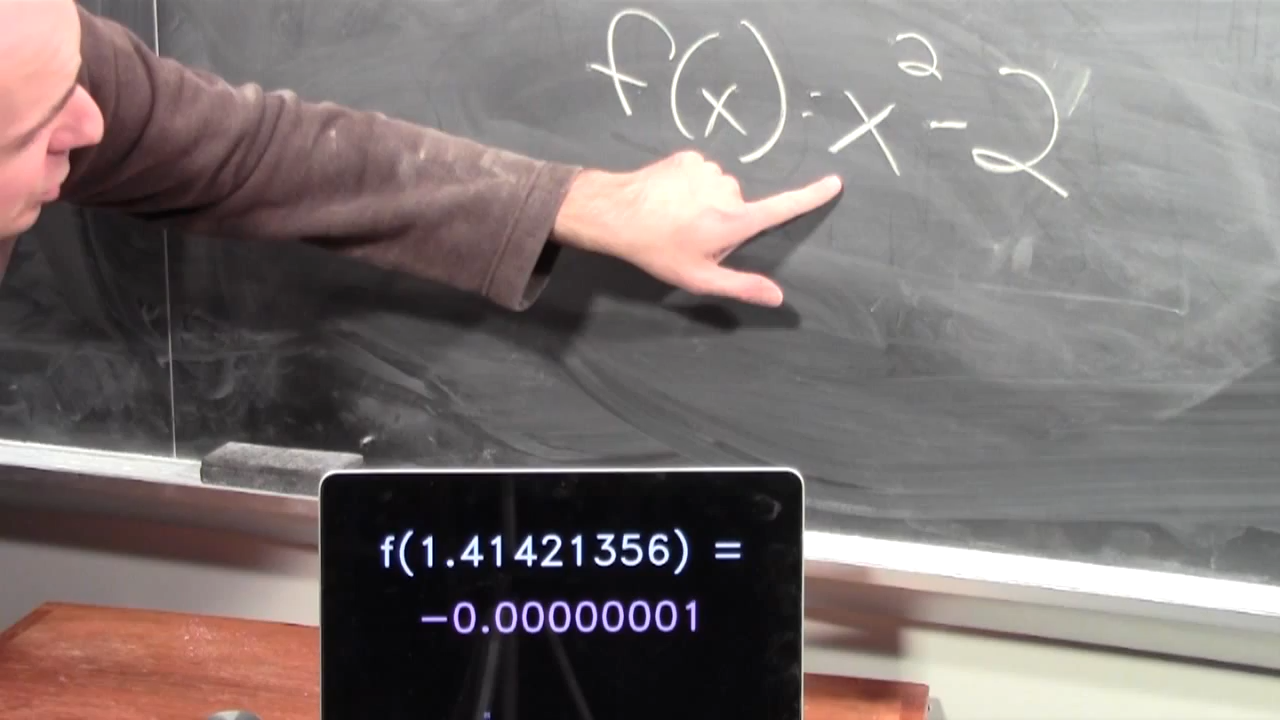 f(x) = x² - 2
f(1.41421356) =
-0.00000001